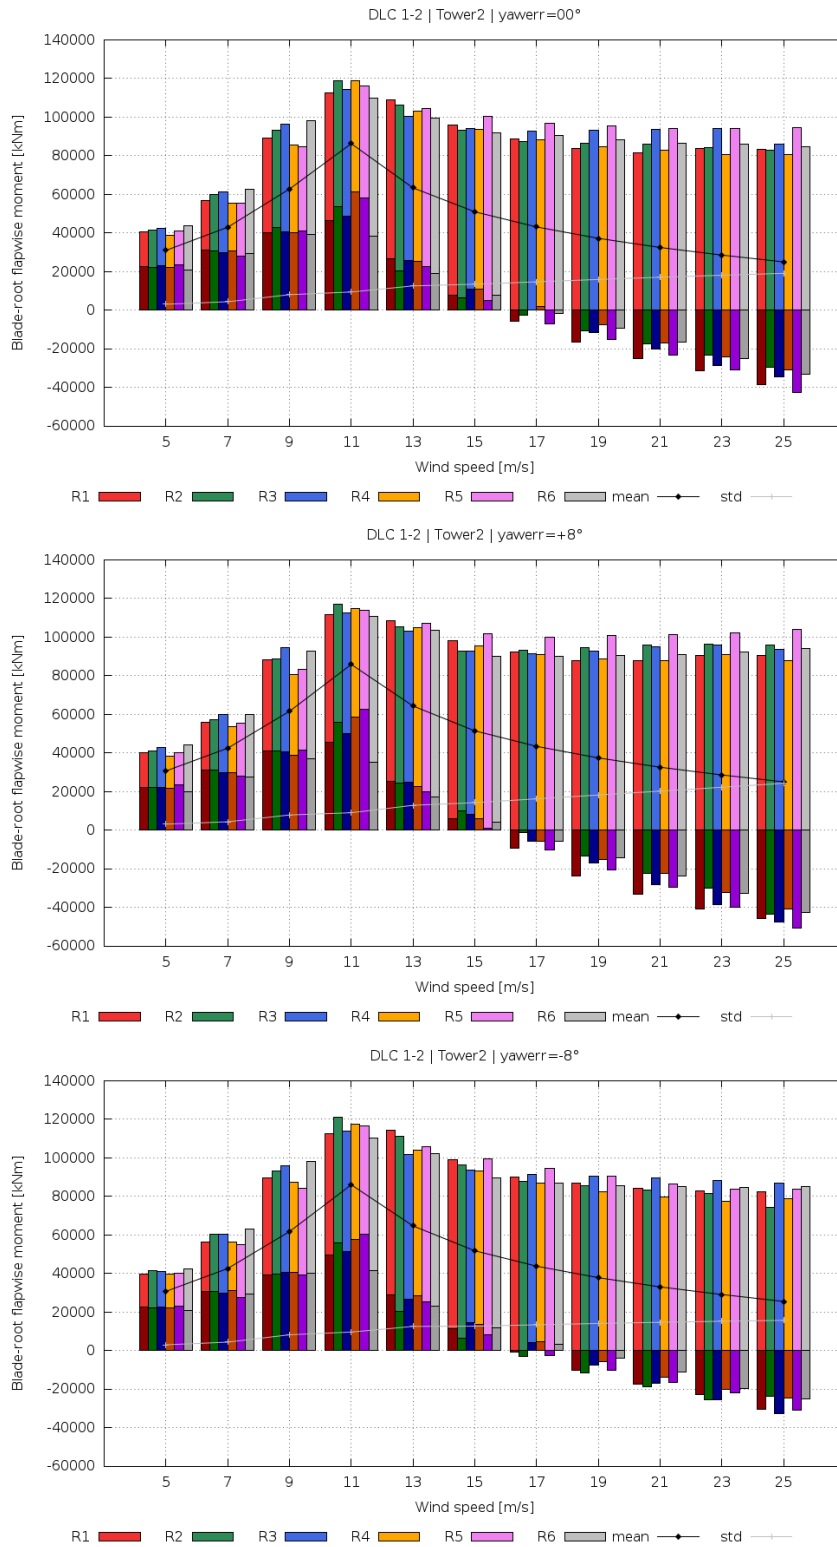 DLC 1-2 | Tower2 | yawerr=00°
140000
120000
100000
80000
60000
40000
20000
0
-20000
-40000
-60000
Blade-root flapwise moment [kNm]
5 7 9 11 13 15 17 19 21 23 25
Wind speed [m/s]
R1 R2 R3 R4 R5 R6 mean std
DLC 1-2 | Tower2 | yawerr=+8°
140000
120000
100000
80000
60000
40000
20000
0
-20000
-40000
-60000
Blade-root flapwise moment [kNm]
5 7 9 11 13 15 17 19 21 23 25
Wind speed [m/s]
R1 R2 R3 R4 R5 R6 mean std
DLC 1-2 | Tower2 | yawerr=-8°
140000
120000
100000
80000
60000
40000
20000
0
-20000
-40000
-60000
Blade-root flapwise moment [kNm]
5 7 9 11 13 15 17 19 21 23 25
Wind speed [m/s]
R1 R2 R3 R4 R5 R6 mean std